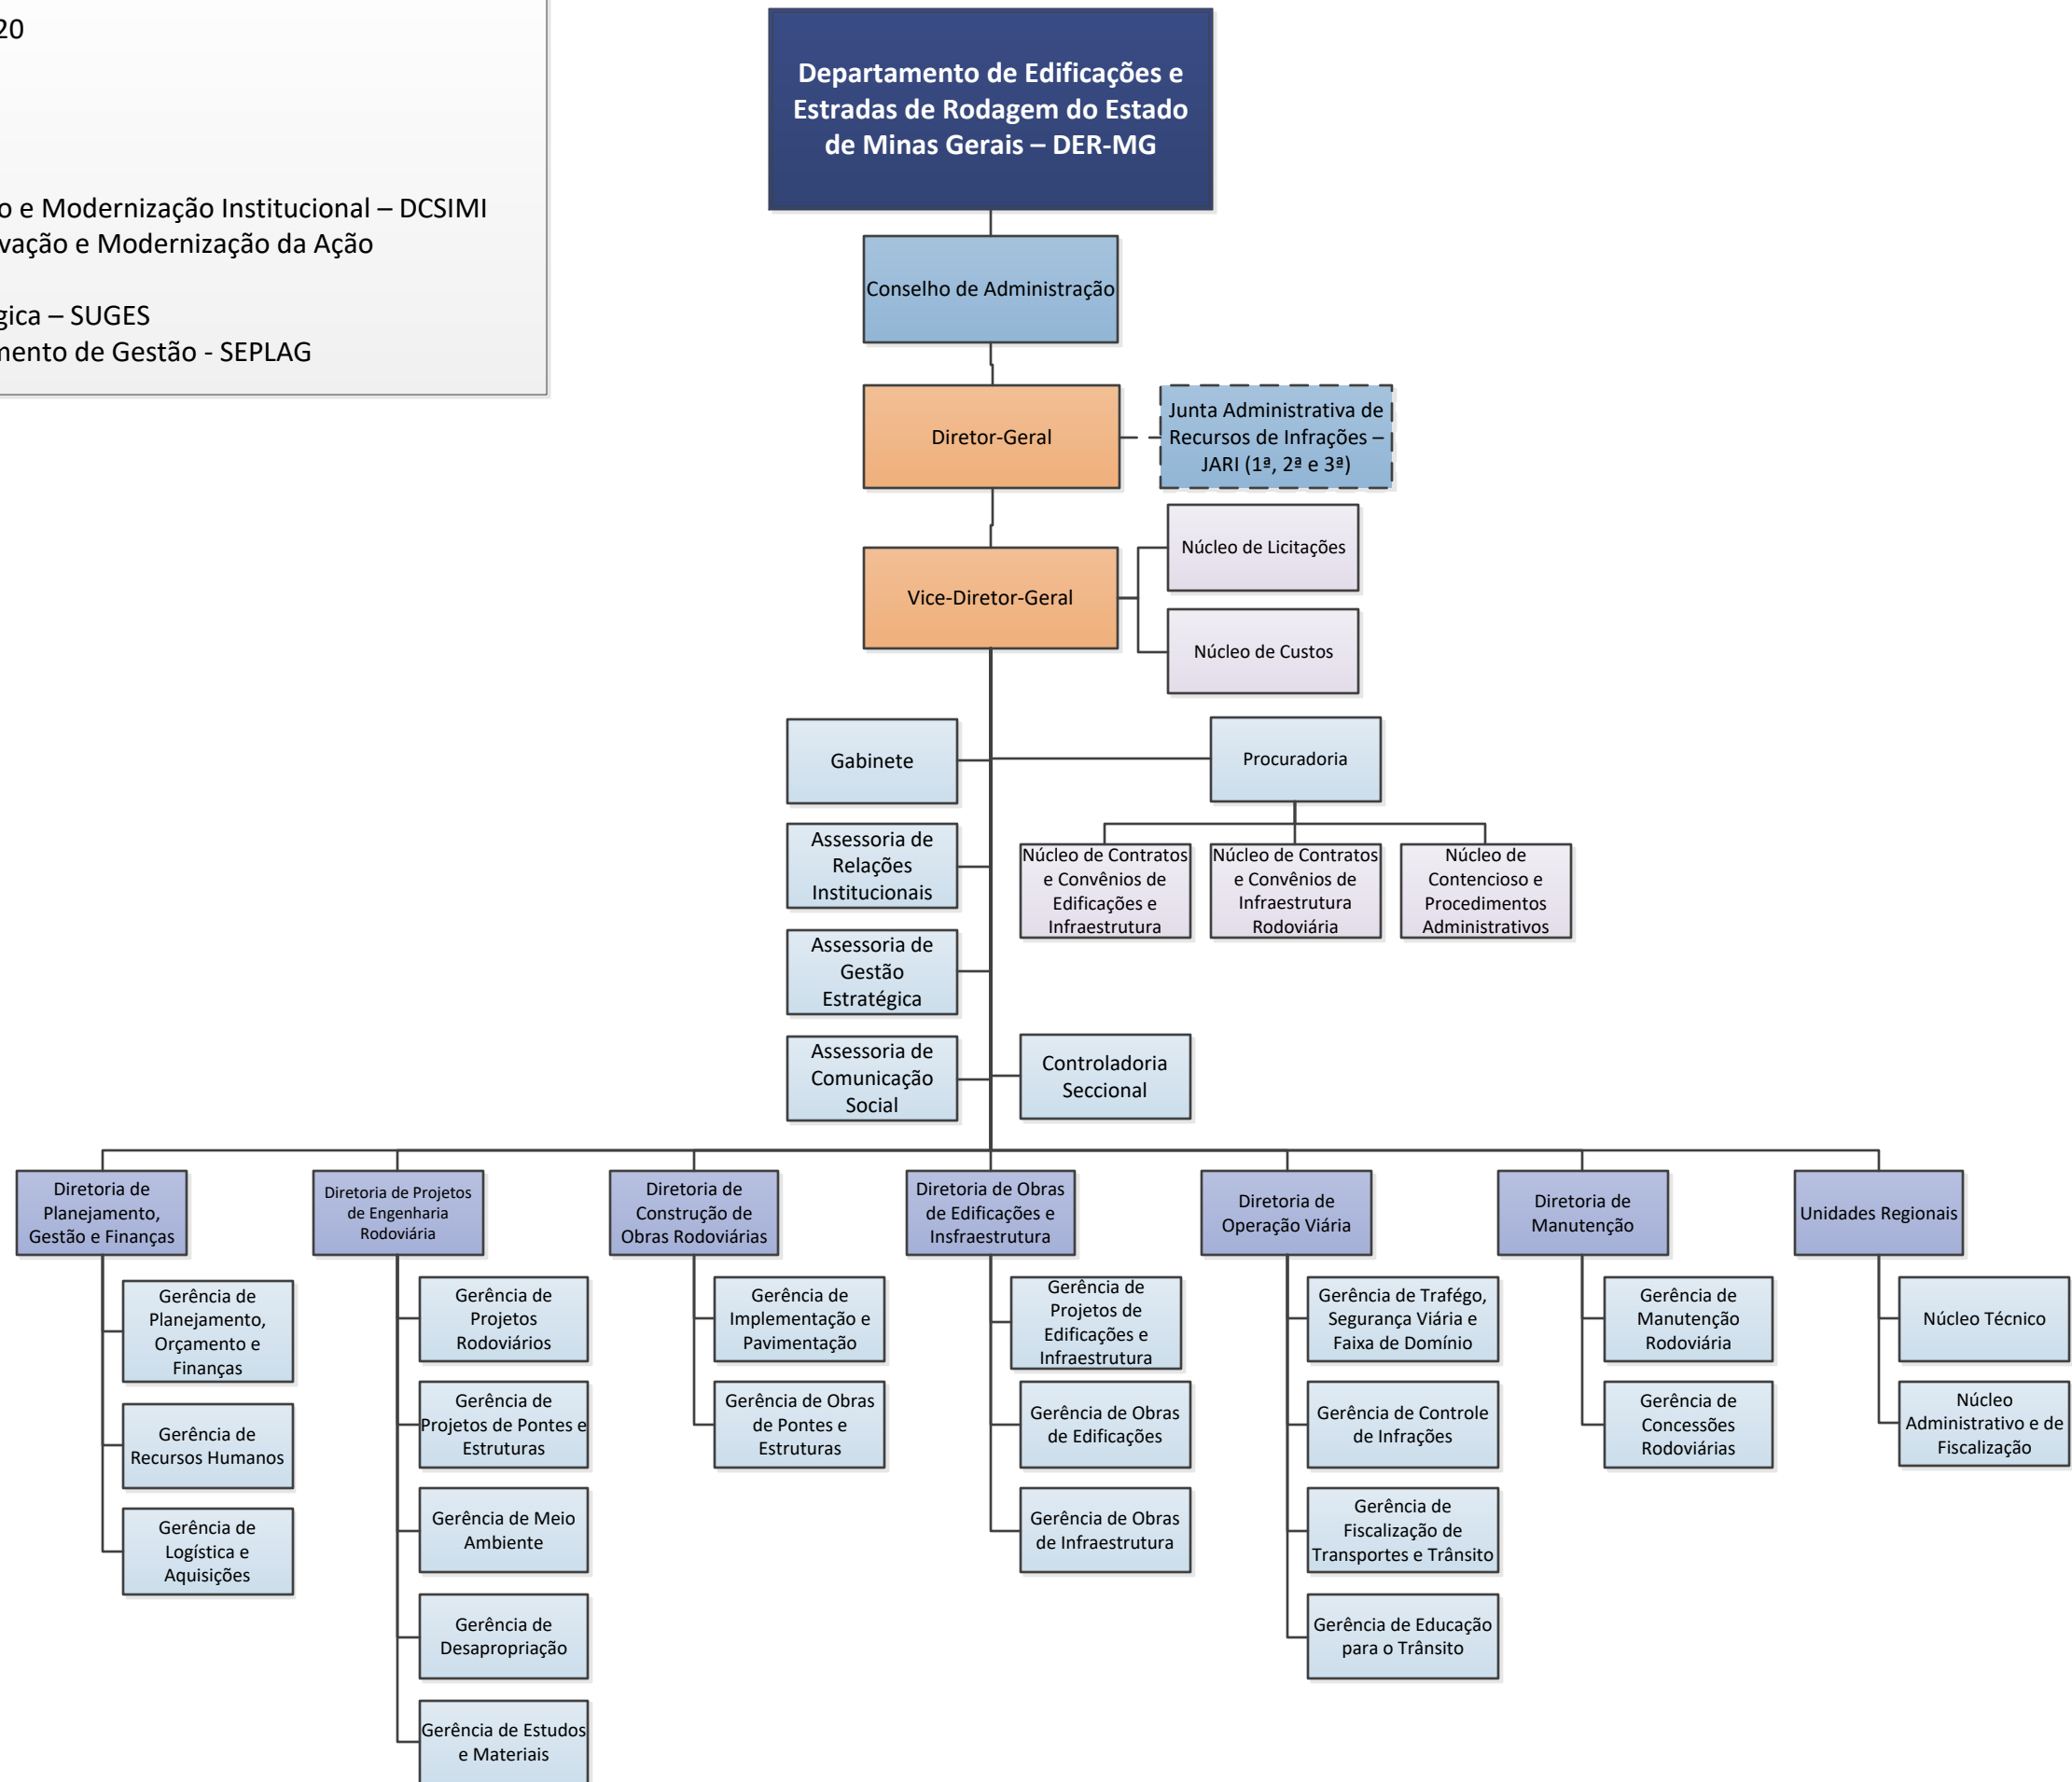 20
o e Modernização Institucional – DCSIMI
vação e Modernização da Ação
gica – SUGES
mento de Gestão - SEPLAG
Departamento de Edificações e
Estradas de Rodagem do Estado
de Minas Gerais – DER-MG
Conselho de Administração
Diretor-Geral
Junta Administrativa de
Recursos de Infrações –
JARI (1ª, 2ª e 3ª)
Vice-Diretor-Geral
Núcleo de Licitações
Núcleo de Custos
Gabinete
Procuradoria
Assessoria de
Relações
Institucionais
Núcleo de Contratos
e Convênios de
Edificações e
Infraestrutura
Núcleo de Contratos
e Convênios de
Infraestrutura
Rodoviária
Núcleo de
Contencioso e
Procedimentos
Administrativos
Assessoria de
Gestão
Estratégica
Assessoria de
Comunicação
Social
Controladoria
Seccional
Diretoria de
Planejamento,
Gestão e Finanças
Diretoria de Projetos
de Engenharia
Rodoviária
Diretoria de
Construção de
Obras Rodoviárias
Diretoria de Obras
de Edificações e
Insfraestrutura
Diretoria de
Operação Viária
Diretoria de
Manutenção
Unidades Regionais
Gerência de
Planejamento,
Orçamento e
Finanças
Gerência de
Recursos Humanos
Gerência de
Logística e
Aquisições
Gerência de
Projetos
Rodoviários
Gerência de
Projetos de Pontes e
Estruturas
Gerência de Meio
Ambiente
Gerência de
Desapropriação
Gerência de Estudos
e Materiais
Gerência de
Implementação e
Pavimentação
Gerência de Obras
de Pontes e
Estruturas
Gerência de
Projetos de
Edificações e
Infraestrutura
Gerência de Obras
de Edificações
Gerência de Obras
de Infraestrutura
Gerência de Trafégo,
Segurança Viária e
Faixa de Domínio
Gerência de Controle
de Infrações
Gerência de
Fiscalização de
Transportes e Trânsito
Gerência de Educação
para o Trânsito
Gerência de
Manutenção
Rodoviária
Gerência de
Concessões
Rodoviárias
Núcleo Técnico
Núcleo
Administrativo e de
Fiscalização